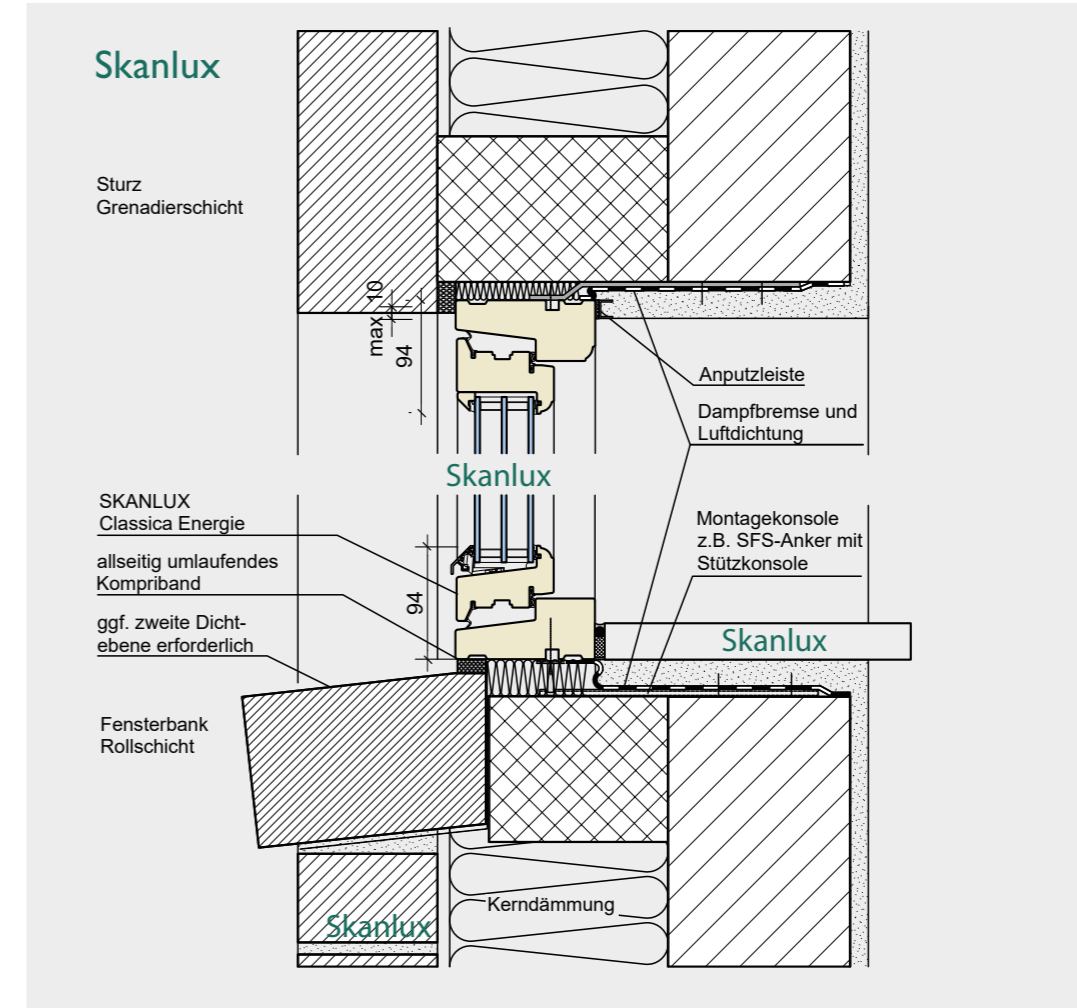 Skanlux
Sturz
Grenadierschicht
max 10
94
Anputzleiste
Dampfbremse und
Luftdichtung
Skanlux
SKANLUX
Classica Energie
Montagekonsole
z.B. SFS-Anker mit
Stützkonsole
allseitig umlaufendes
Kompriband
94
ggf. zweite Dicht-
ebene erforderlich
Skanlux
Fensterbank
Rollschicht
Kerndämmung
Skanlux